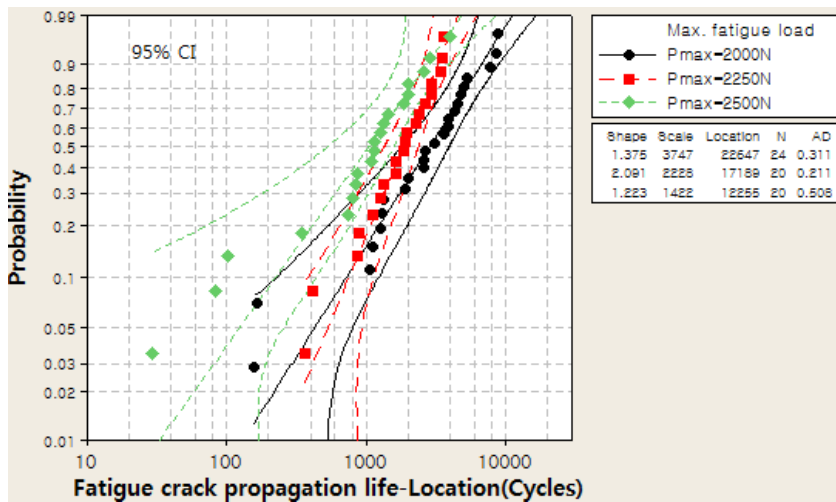 0.99
0.9
0.8
0.7
0.6
0.5
0.4
0.3
0.2
0.1
0.05
0.03
0.02
0.01
Probability
95% CI
10 100 1000 10000
Fatigue crack propagation life-Location(Cycles)
Max. fatigue load
Pmax-2000N
Pmax-2250N
Pmax-2500N
Shape Scale Location N AD
1.375 3747 22647 24 0.311
2.091 2228 17189 20 0.211
1.223 1422 12255 20 0.508